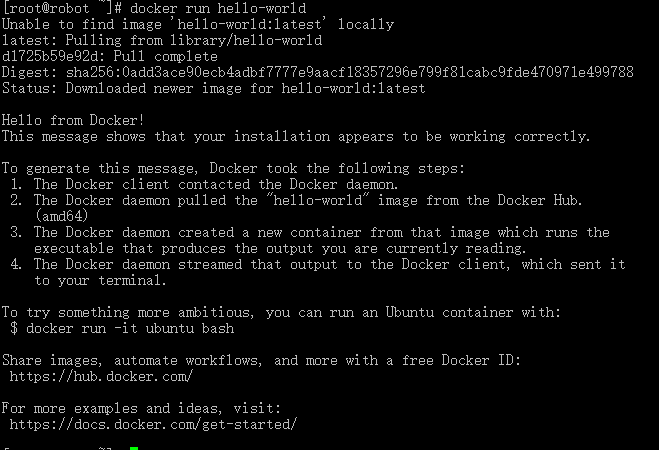 [root@robot ~]# docker run hello-world
Unable to find image 'hello-world:latest' locally
latest: Pulling from library/hello-world
d1725b59e92d: Pull complete
Digest: sha256:0add3ace90ecb4adbf7777e9aacf18357296e799f81cabc9fde470971e499788
Status: Downloaded newer image for hello-world:latest
Hello from Docker!
This message shows that your installation appears to be working correctly.
To generate this message, Docker took the following steps:
1. The Docker client contacted the Docker daemon.
2. The Docker daemon pulled the "hello-world" image from the Docker Hub.
(amd64)
3. The Docker daemon created a new container from that image which runs the
executable that produces the output you are currently reading.
4. The Docker daemon streamed that output to the Docker client, which sent it
to your terminal.
To try something more ambitious, you can run an Ubuntu container with:
$ docker run -it ubuntu bash
Share images, automate workflows, and more with a free Docker ID:
https://hub.docker.com/
For more examples and ideas, visit:
https://docs.docker.com/get-started/